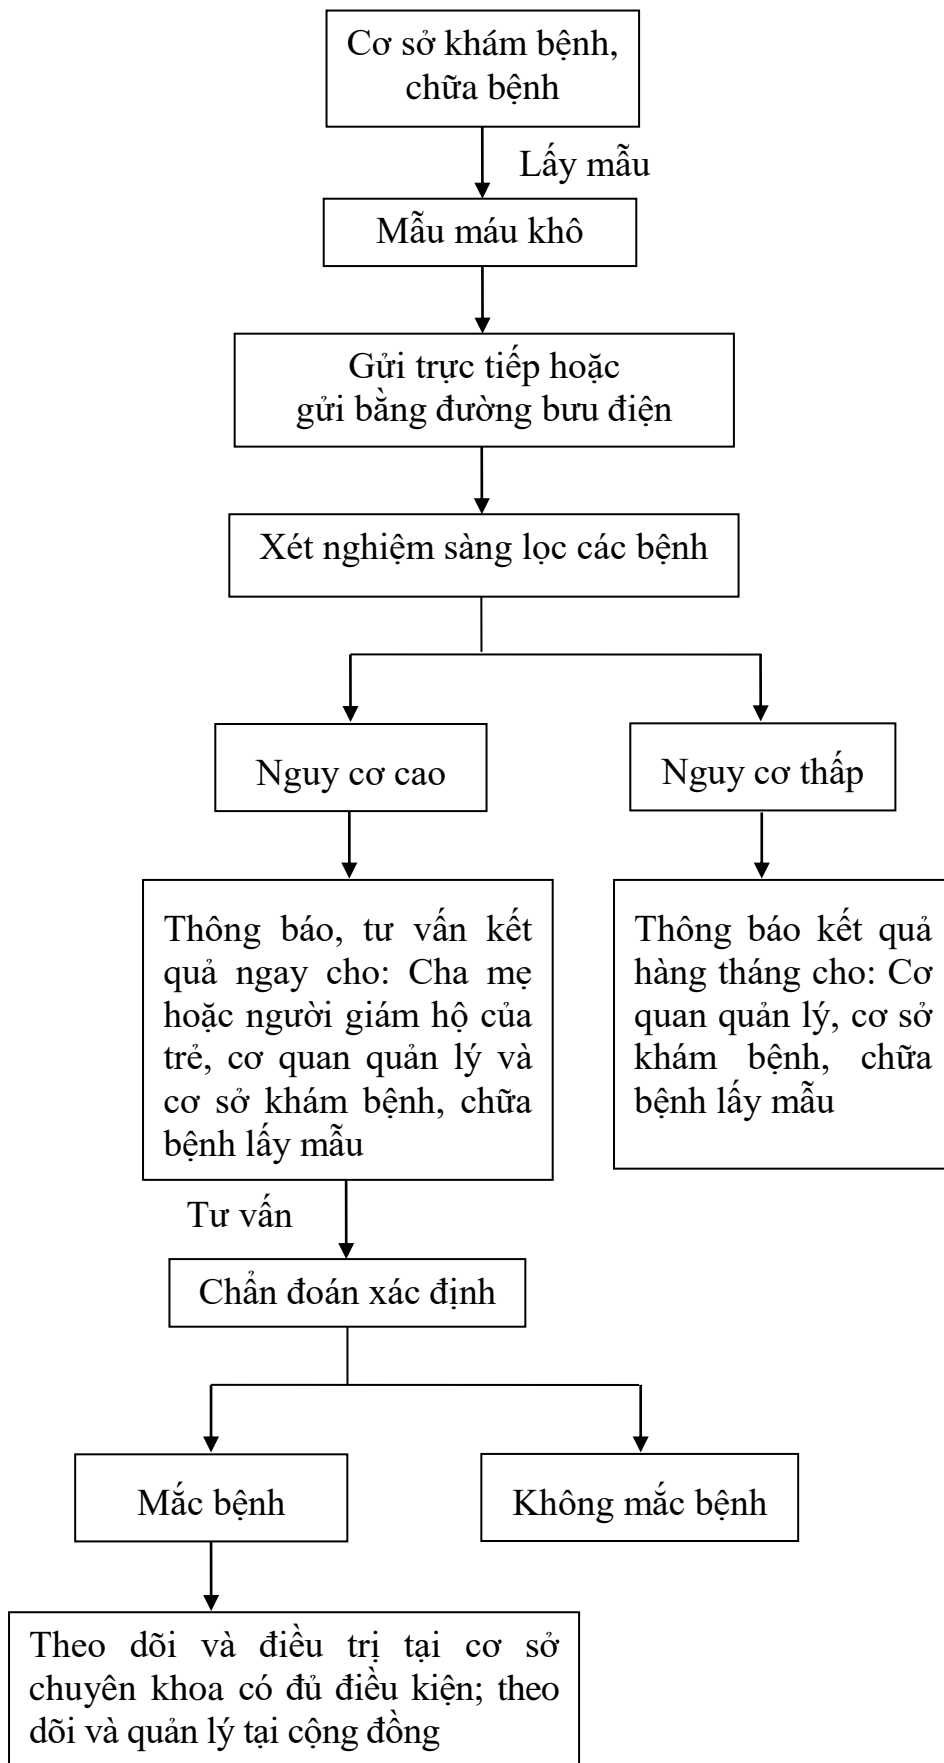 Cơ sở khám bệnh,
chữa bệnh
Lấy mẫu
Mẫu máu khô
Gửi trực tiếp hoặc
gửi bằng đường bưu điện
Xét nghiệm sàng lọc các bệnh
Nguy cơ cao
Nguy cơ thấp
Thông báo, tư vấn kết
quả ngay cho: Cha mẹ
hoặc người giám hộ của
trẻ, cơ quan quản lý và
cơ sở khám bệnh, chữa
bệnh lấy mẫu
Thông báo kết quả
hàng tháng cho: Cơ
quan quản lý, cơ sở
khám bệnh, chữa
bệnh lấy mẫu
Tư vấn
Chẩn đoán xác định
Mắc bệnh
Không mắc bệnh
Theo dõi và điều trị tại cơ sở
chuyên khoa có đủ điều kiện; theo
dõi và quản lý tại cộng đồng